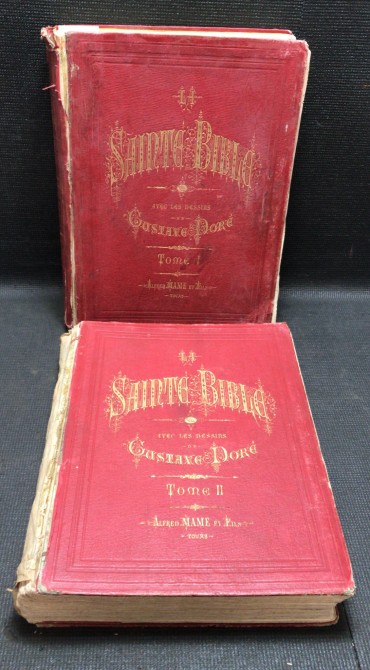 LA
SAINTE BIBLE
AVEC LES DESSINS
DE
GUSTAVE DORÉ
TOME I
ALFRED MAME ET FILS
TOURS
LA
SAINTE BIBLE
AVEC LES DESSINS
DE
GUSTAVE DORÉ
TOME II
ALFRED MAME ET FILS
TOURS